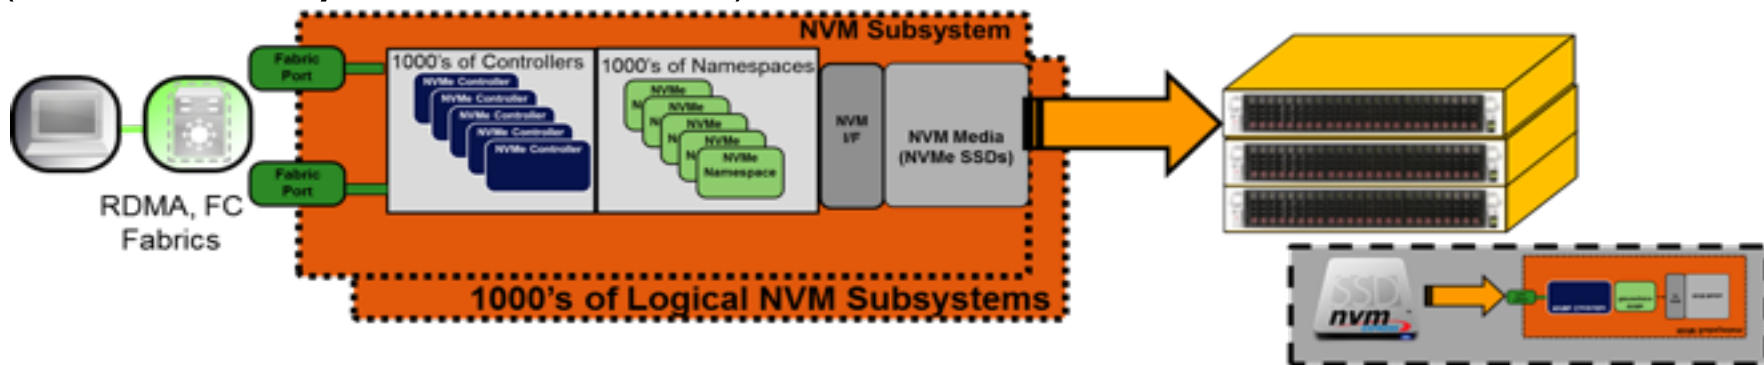 NVM Subsystem
Fabric
Port
1000's of Controllers
1000's of Namespaces
NVMe Controller
NVMe Controller
NVMe Controller
NVMe Controller
NVMe Controller
NVMe
N
NVMe
N
NVMe
N
NVMe
N
NVMe
Namespace
NVM
I/F
NVM Media
(NVMe SSDs)
Fabric
Port
RDMA, FC
Fabrics
1000's of Logical NVM Subsystems
SSD
nvm